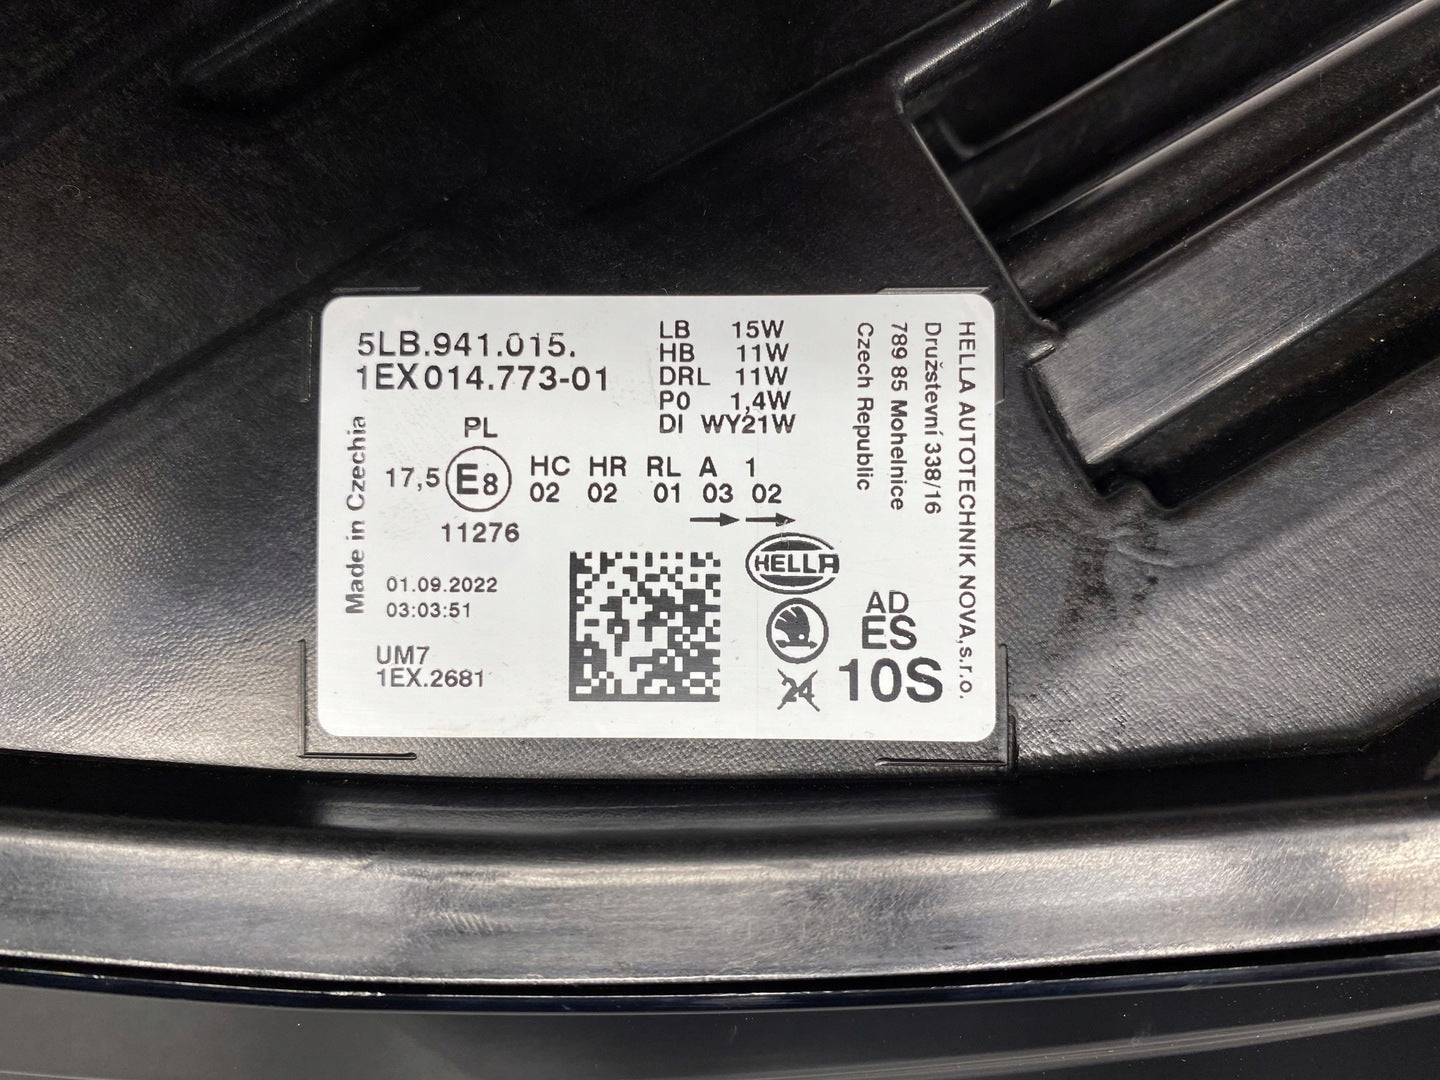 5LB.941.015.
1EX014.773-01
LB 15W
HB 11W
DRL 11W
P0 1,4W
DI WY21W
Made in Czechia
PL
17,5 E8 HC HR RL A 1
02 02 01 03 02
11276
01.09.2022
03:03:51
UM7
1EX.2681
HELLA
24
AD
ES
10S
HELLA AUTOTECHNIK NOVA,s.r.o.
Družstevní 338/16
789 85 Mohelnice
Czech Republic